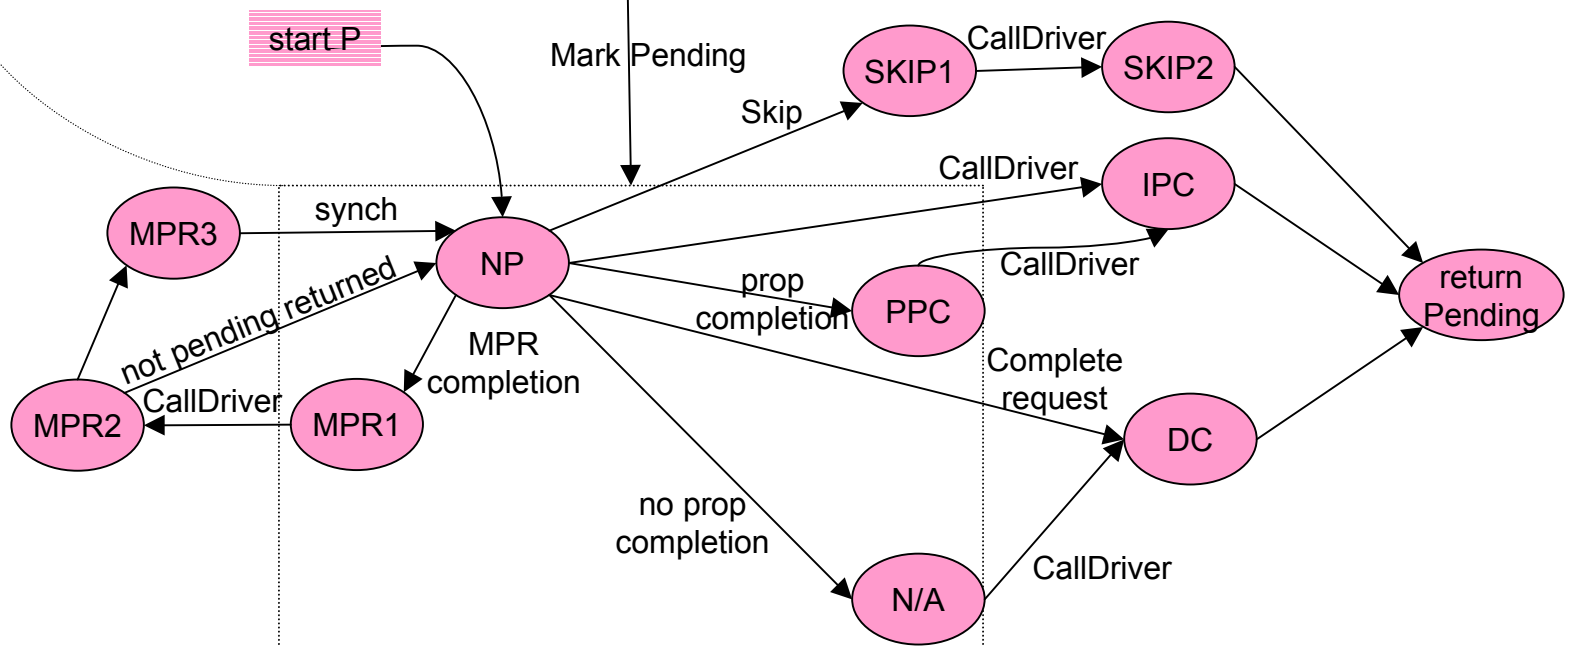 start P
Mark Pending
CallDriver
SKIP1
SKIP2
Skip
CallDriver
IPC
MPR3
synch
NP
CallDriver
prop
completion
PPC
return
Pending
not pending returned
MPR
completion
Complete
request
MPR2
CallDriver
MPR1
DC
no prop
completion
N/A
CallDriver